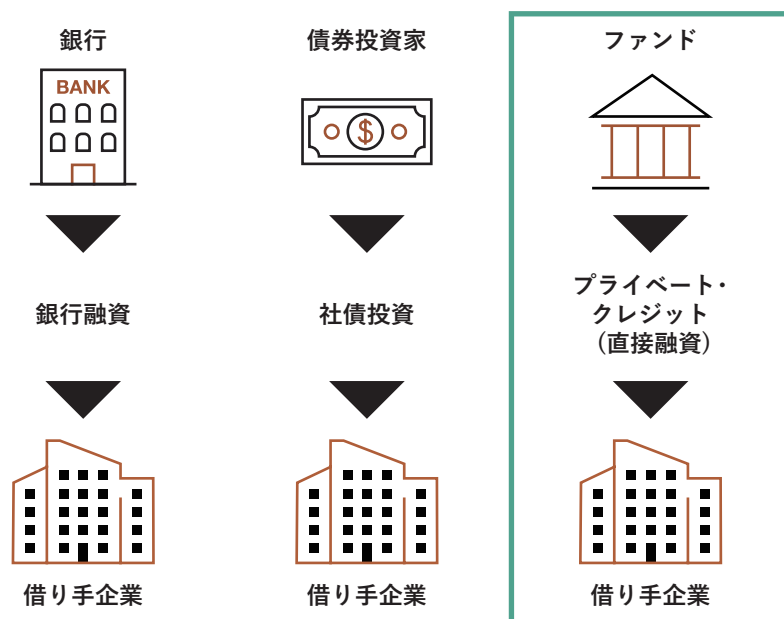 銀行
債券投資家
ファンド
BANK
$
銀行融資
社債投資
プライベート・
クレジット
(直接融資)
借り手企業
借り手企業
借り手企業